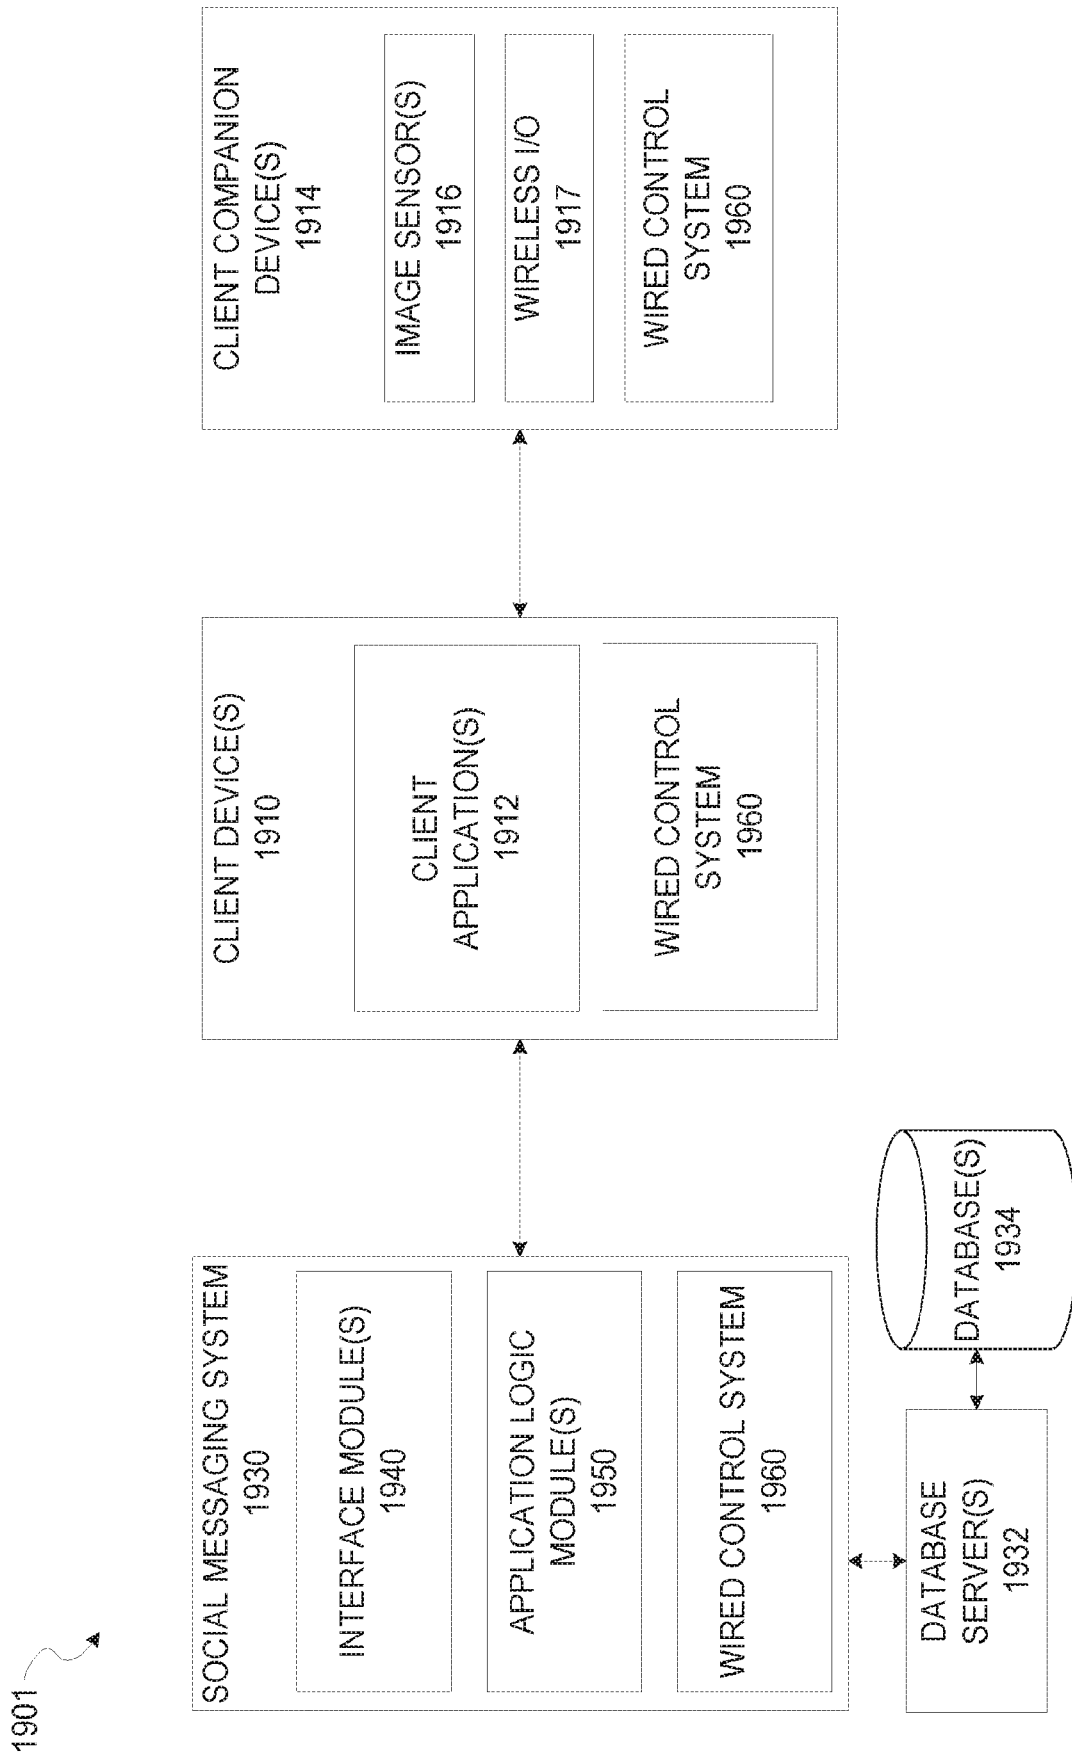 1901
SOCIAL MESSAGING SYSTEM
1930
INTERFACE MODULE(S)
1940
APPLICATION LOGIC
MODULE(S)
1950
WIRED CONTROL SYSTEM
1960
DATABASE
SERVER(S)
1932
DATABASE(S)
1934
CLIENT DEVICE(S)
1910
CLIENT
APPLICATION(S)
1912
WIRED CONTROL
SYSTEM
1960
CLIENT COMPANION
DEVICE(S)
1914
IMAGE SENSOR(S)
1916
WIRELESS I/O
1917
WIRED CONTROL
SYSTEM
1960